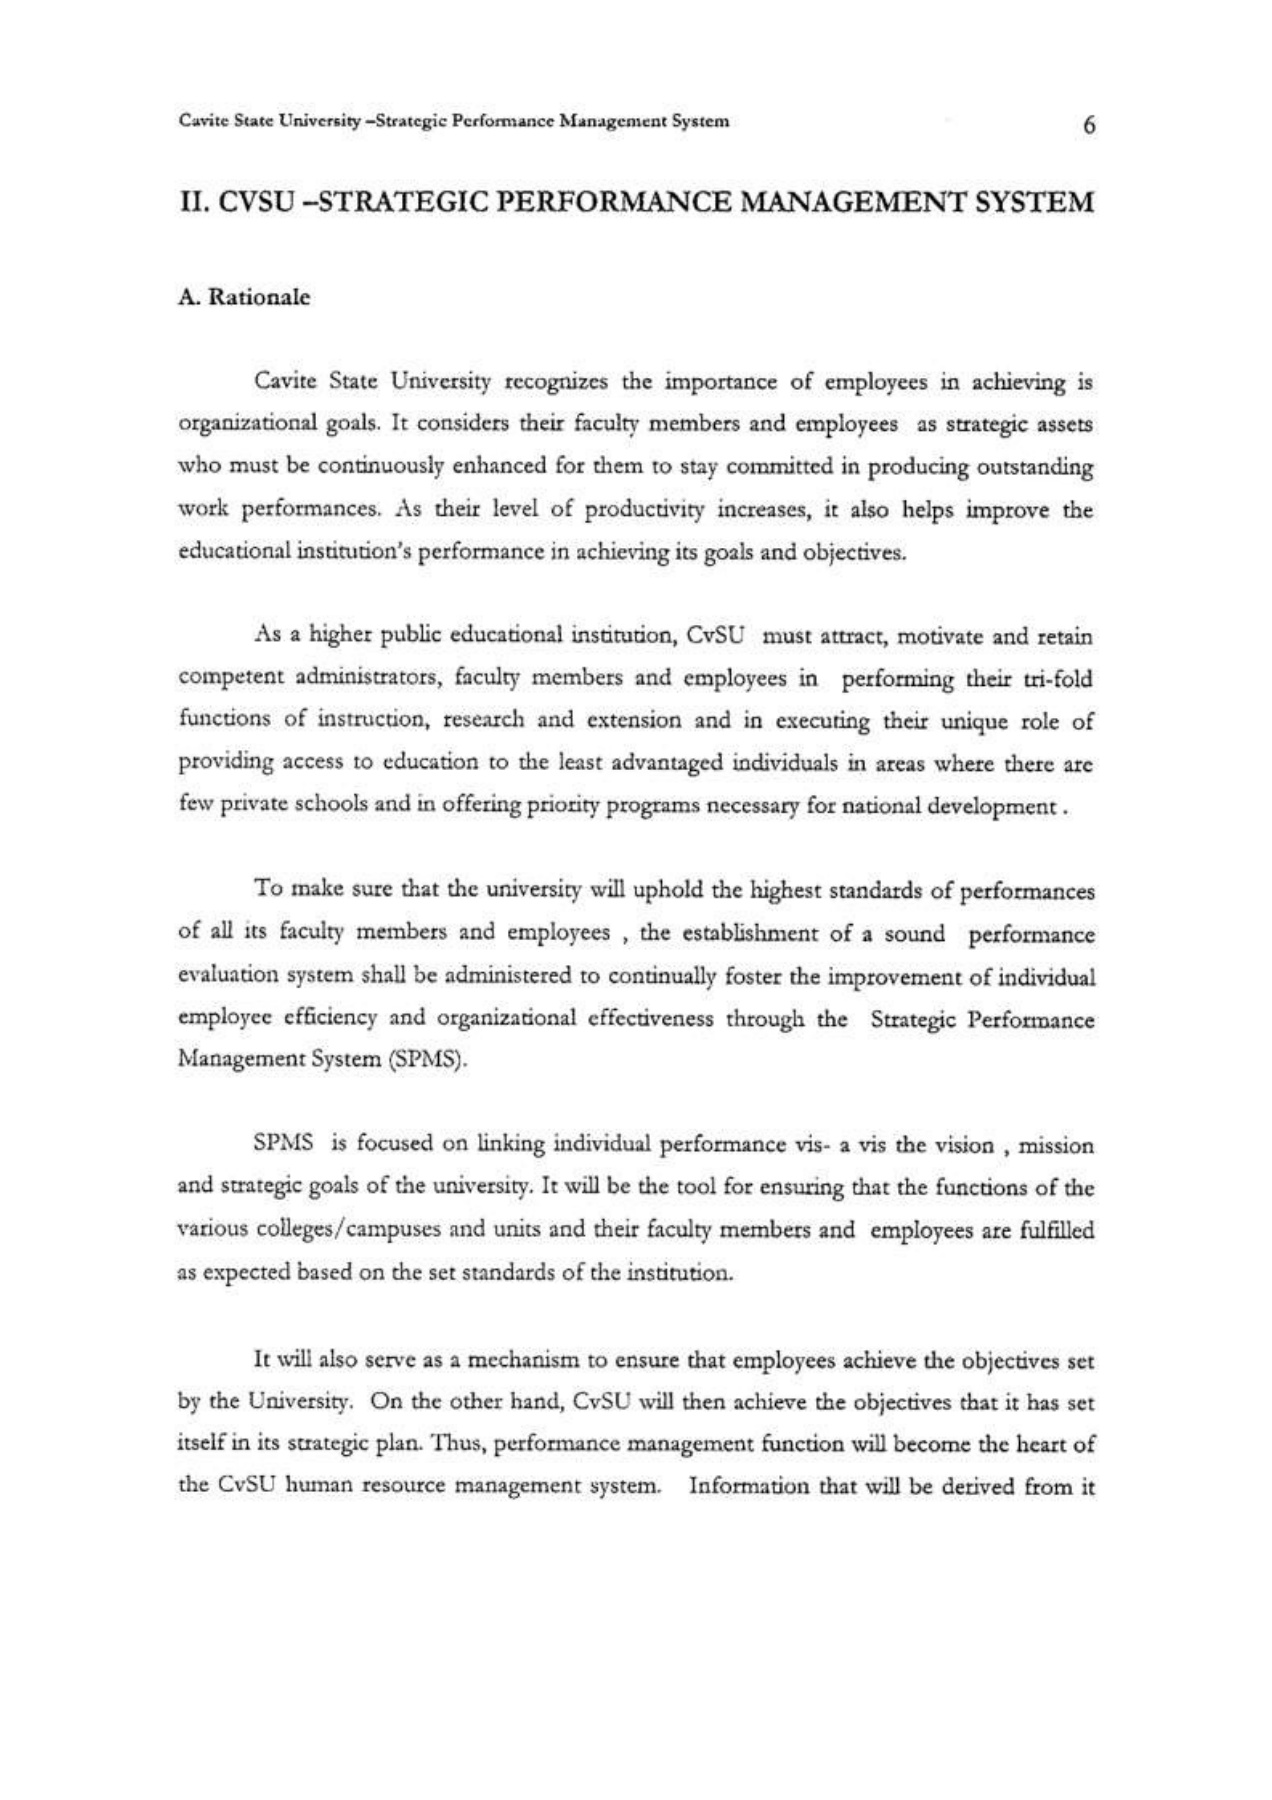 Cavite State University –Strategic Performance Management System 6
II. CVSU –STRATEGIC PERFORMANCE MANAGEMENT SYSTEM
A. Rationale
Cavite State University recognizes the importance of employees in achieving is
organizational goals. It considers their faculty members and employees as strategic assets
who must be continuously enhanced for them to stay committed in producing outstanding
work performances. As their level of productivity increases, it also helps improve the
educational institution's performance in achieving its goals and objectives.
As a higher public educational institution, CvSU must attract, motivate and retain
competent administrators, faculty members and employees in performing their tri-fold
functions of instruction, research and extension and in executing their unique role of
providing access to education to the least advantaged individuals in areas where there are
few private schools and in offering priority programs necessary for national development .
To make sure that the university will uphold the highest standards of performances
of all its faculty members and employees , the establishment of a sound performance
evaluation system shall be administered to continually foster the improvement of individual
employee efficiency and organizational effectiveness through the Strategic Performance
Management System (SPMS).
SPMS is focused on linking individual performance vis- a vis the vision , mission
and strategic goals of the university. It will be the tool for ensuring that the functions of the
various colleges/campuses and units and their faculty members and employees are fulfilled
as expected based on the set standards of the institution.
It will also serve as a mechanism to ensure that employees achieve the objectives set
by the University. On the other hand, CvSU will then achieve the objectives that it has set
itself in its strategic plan. Thus, performance management function will become the heart of
the CvSU human resource management system. Information that will be derived from it